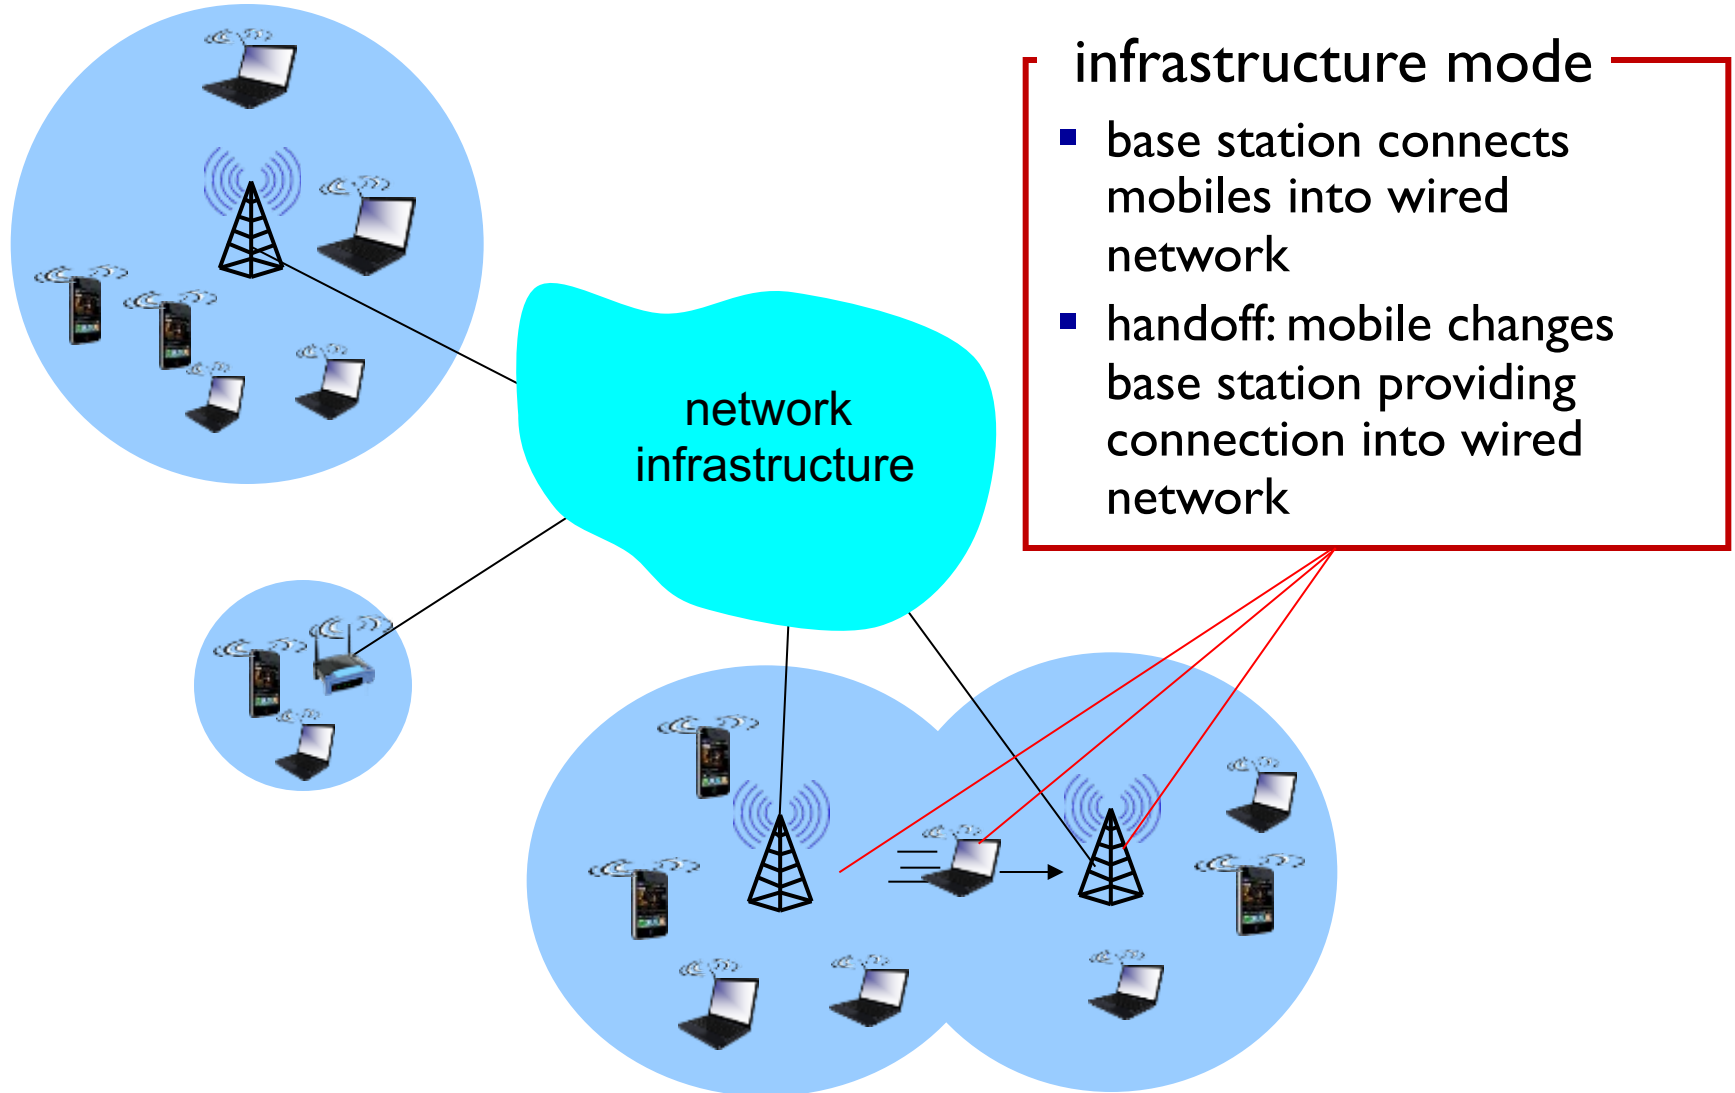 infrastructure mode
▪ base station connects
mobiles into wired
network
▪ handoff: mobile changes
base station providing
connection into wired
network
network
infrastructure